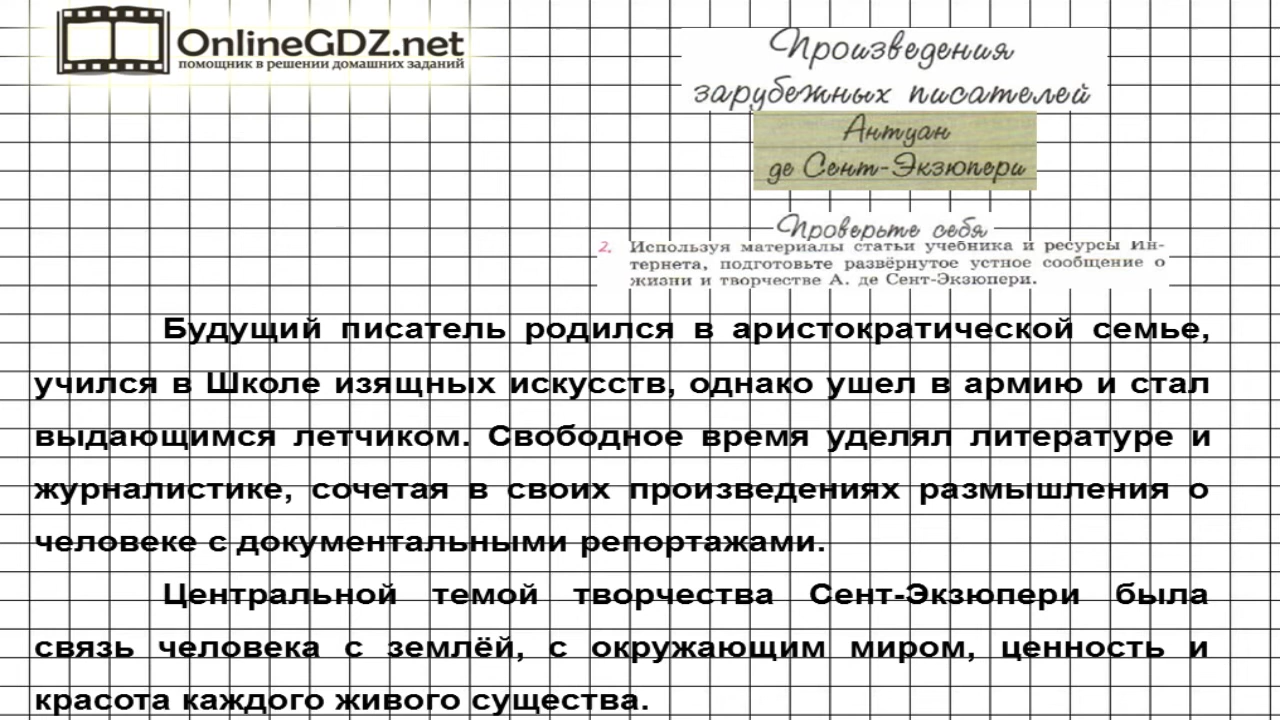 OnlineGDZ.net
помощник в решении домашних заданий
Произведения
зарубежных писателей
Антуан
де Сент-Экзюпери
Проверьте себя
2. Используя материалы статьи учебника и ресурсы Ин-
тернета, подготовьте развёрнутое устное сообщение о
жизни и творчестве А. де Сент-Экзюпери.
Будущий писатель родился в аристократической семье,
учился в Школе изящных искусств, однако ушел в армию и стал
выдающимся летчиком. Свободное время уделял литературе и
журналистике, сочетая в своих произведениях размышления о
человеке с документальными репортажами.
Центральной темой творчества Сент-Экзюпери была
связь человека с землёй, с окружающим миром, ценность и
красота каждого живого существа.